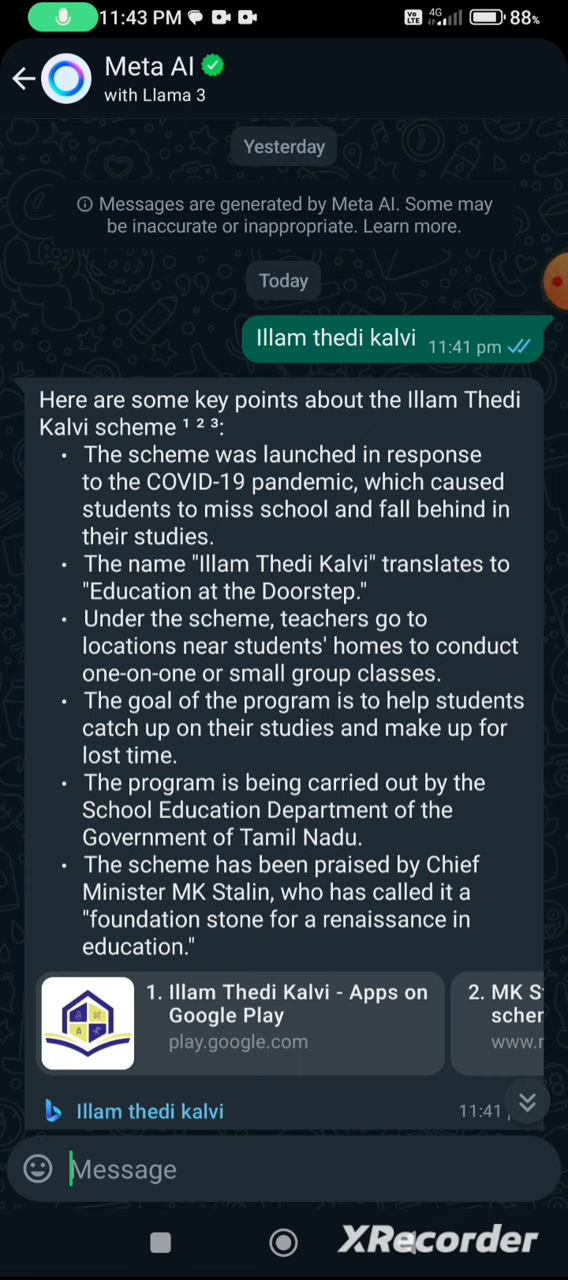 11:43 PM
Vo LTE 4G 88%
Meta AI
with Llama 3
Yesterday
Messages are generated by Meta AI. Some may
be inaccurate or inappropriate. Learn more.
Today
Illam thedi kalvi 11:41 pm
Here are some key points about the Illam Thedi
Kalvi scheme ¹ ² ³:
• The scheme was launched in response
to the COVID-19 pandemic, which caused
students to miss school and fall behind in
their studies.
• The name "Illam Thedi Kalvi" translates to
"Education at the Doorstep."
• Under the scheme, teachers go to
locations near students' homes to conduct
one-on-one or small group classes.
• The goal of the program is to help students
catch up on their studies and make up for
lost time.
• The program is being carried out by the
School Education Department of the
Government of Tamil Nadu.
• The scheme has been praised by Chief
Minister MK Stalin, who has called it a
"foundation stone for a renaissance in
education."
1. Illam Thedi Kalvi - Apps on
Google Play
play.google.com
2. MK S
scher
www.r
Illam thedi kalvi 11:41
Message
XRecorder